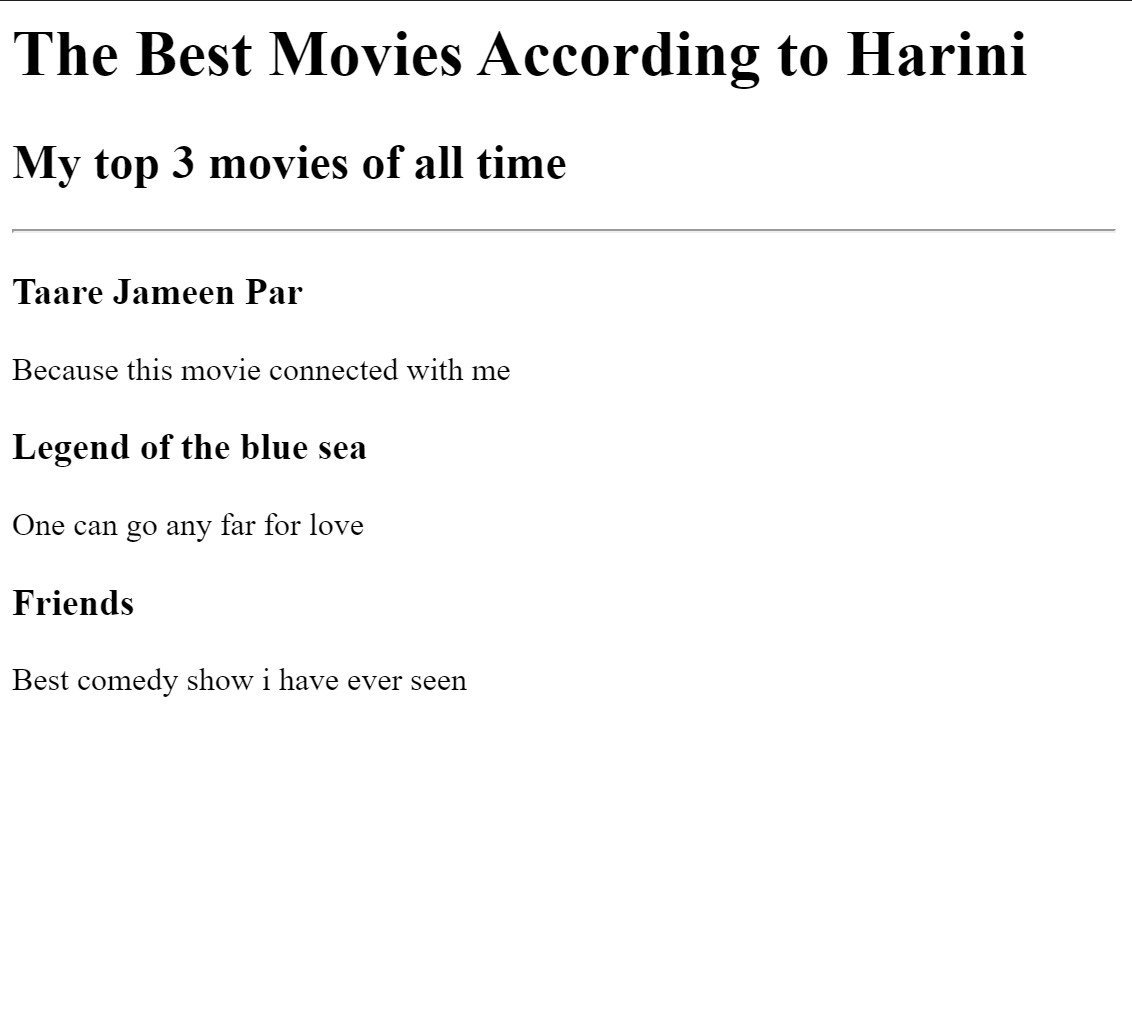 The Best Movies According to Harini
My top 3 movies of all time
Taare Jameen Par
Because this movie connected with me
Legend of the blue sea
One can go any far for love
Friends
Best comedy show i have ever seen